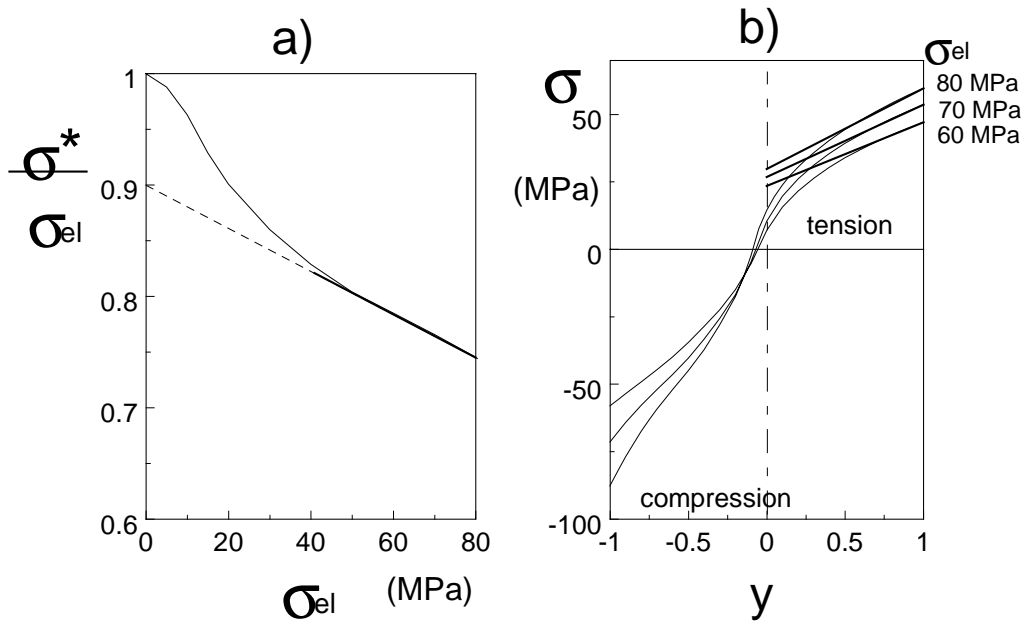 a)
1
0.9
0.8
0.7
0.6
σ*
σel
0 20 40 60 80
σel (MPa)
b)
σ
(MPa)
50
0
-50
-100
σel
80 MPa
70 MPa
60 MPa
tension
compression
-1 -0.5 0 0.5 1
y